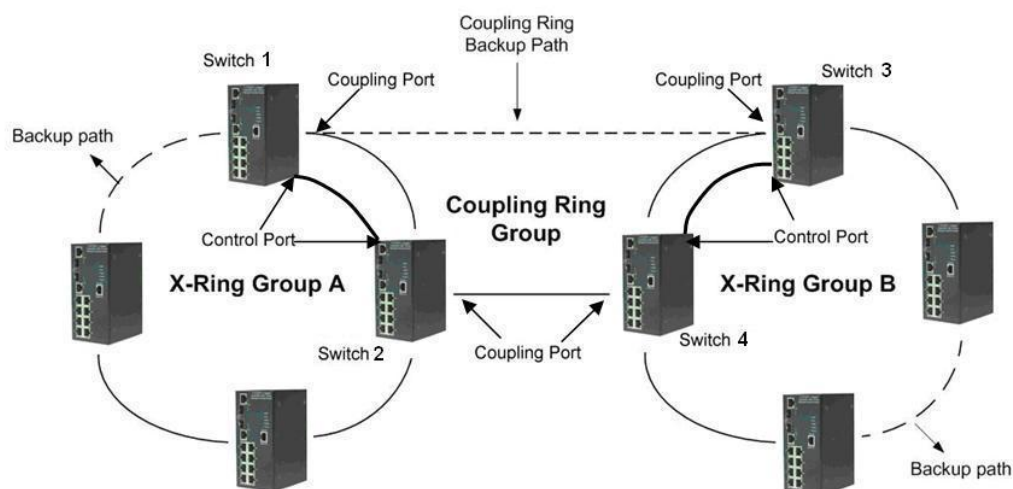 Coupling Ring
Backup Path
Switch 1
Coupling Port
Coupling Port
Switch 3
Backup path
Coupling Ring
Group
Control Port
Control Port
X-Ring Group A
X-Ring Group B
Switch 2
Coupling Port
Switch 4
Backup path